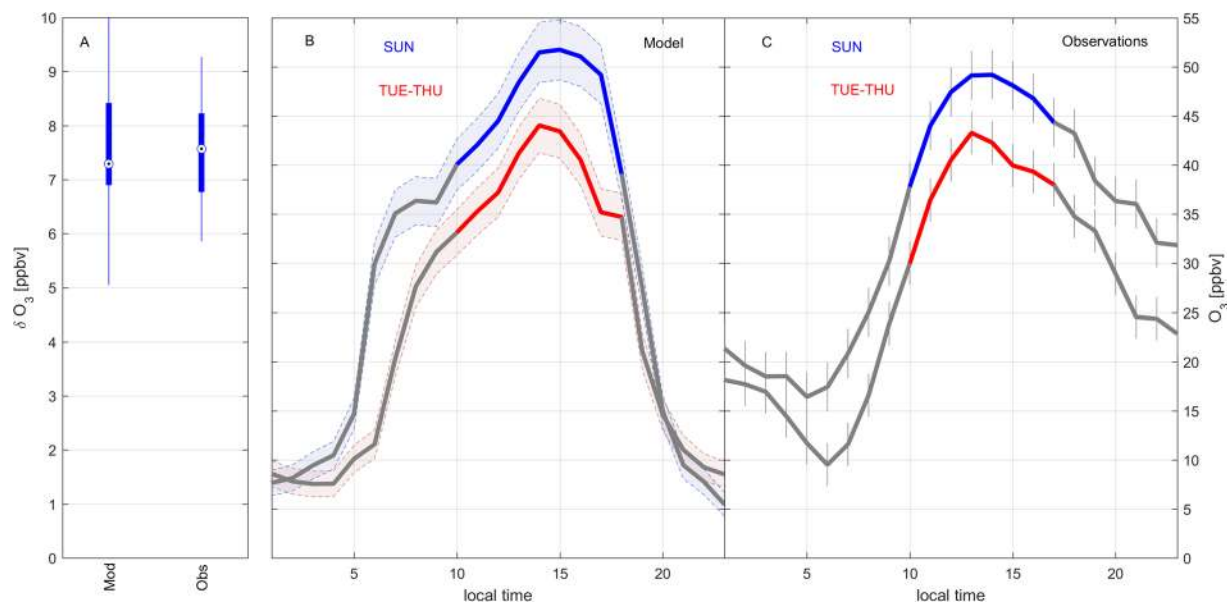 A
10
9
8
7
6
5
4
3
2
1
0
δ O3 [ppbv]
Mod
Obs
B
SUN
Model
TUE-THU
5
10
15
20
local time
C
SUN
Observations
TUE-THU
5
10
15
20
local time
55
50
45
40
35
30
25
20
15
10
5
0
O3 [ppbv]